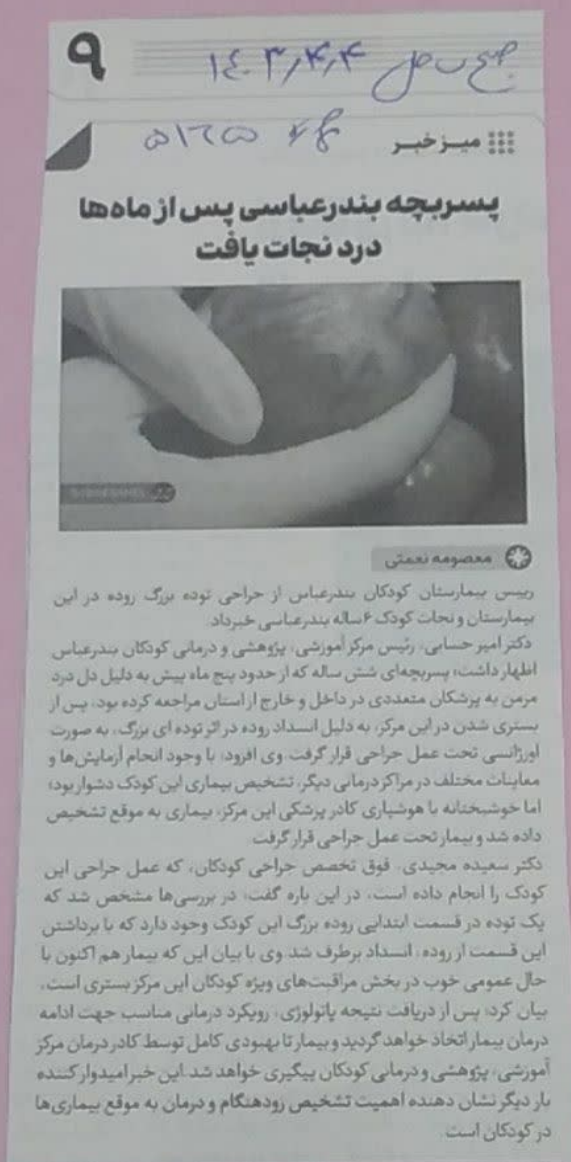 ۹
صبح ساحل ۱۴۰۳/۴/۴
میز خبر
۵۱۲۵
پسربچه بندرعباسی پس از ماه‌ها
درد نجات یافت
معصومه نعمتی
رییس بیمارستان کودکان بندرعباس از جراحی توده بزرگ روده در این
بیمارستان و نجات کودک ۶ساله بندرعباسی خبرداد.
دکتر امیر حسابی، رئیس مرکز آموزشی، پژوهشی و درمانی کودکان بندرعباس
اظهار داشت: پسربچه‌ای شش ساله که از حدود پنج ماه پیش به دلیل دل درد
مزمن به پزشکان متعددی در داخل و خارج از استان مراجعه کرده بود، پس از
بستری شدن در این مرکز، به دلیل انسداد روده در اثر توده ای بزرگ، به صورت
اورژانسی تحت عمل جراحی قرار گرفت. وی افزود: با وجود انجام آزمایش‌ها و
معاینات مختلف در مراکز درمانی دیگر، تشخیص بیماری این کودک دشوار بود؛
اما خوشبختانه با هوشیاری کادر پزشکی این مرکز، بیماری به موقع تشخیص
داده شد و بیمار تحت عمل جراحی قرار گرفت.
دکتر سعیده مجیدی، فوق تخصص جراحی کودکان، که عمل جراحی این
کودک را انجام داده است، در این باره گفت: در بررسی‌ها مشخص شد که
یک توده در قسمت ابتدایی روده بزرگ این کودک وجود دارد که با برداشتن
این قسمت از روده، انسداد برطرف شد. وی با بیان این که بیمار هم اکنون با
حال عمومی خوب در بخش مراقبت‌های ویژه کودکان این مرکز بستری است،
بیان کرد: پس از دریافت نتیجه پاتولوژی، رویکرد درمانی مناسب جهت ادامه
درمان بیمار اتخاذ خواهد گردید و بیمار تا بهبودی کامل توسط کادر درمان مرکز
آموزشی، پژوهشی و درمانی کودکان پیگیری خواهد شد. این خبر امیدوار کننده
بار دیگر نشان دهنده اهمیت تشخیص زودهنگام و درمان به موقع بیماری‌ها
در کودکان است.